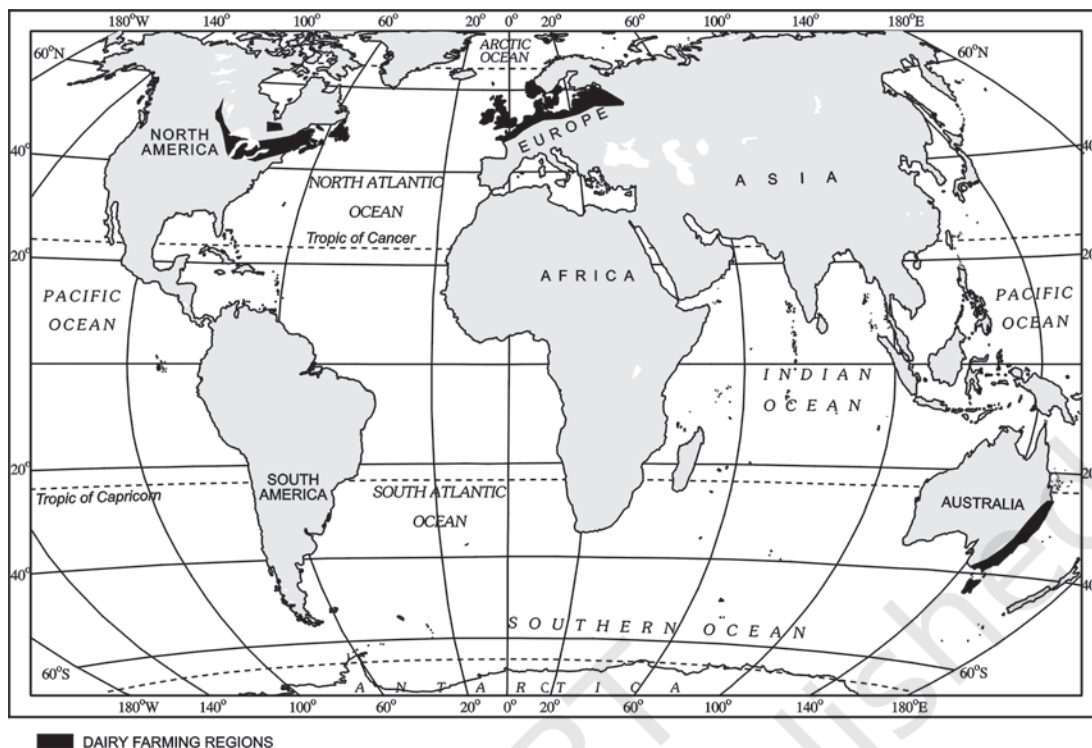 180°W 140° 100° 60° 20° 0° 20° 60° 100° 140° 180°E
60°N
ARCTIC
OCEAN
60°N
NORTH
AMERICA
EUROPE
40°
40
ASIA
NORTH ATLANTIC
OCEAN
Tropic of Cancer
20°
20
AFRICA
PACIFIC
OCEAN
PACIFIC
OCEAN
INDIAN
OCEAN
20°
20
Tropic of Capricorn
SOUTH
AMERICA
SOUTH ATLANTIC
OCEAN
AUSTRALIA
40°
40
SOUTHERN OCEAN
60°S
60°S
ANTARCTICA
180°W 140° 100° 60° 20° 0° 20° 60° 100° 140° 180°E
DAIRY FARMING REGIONS